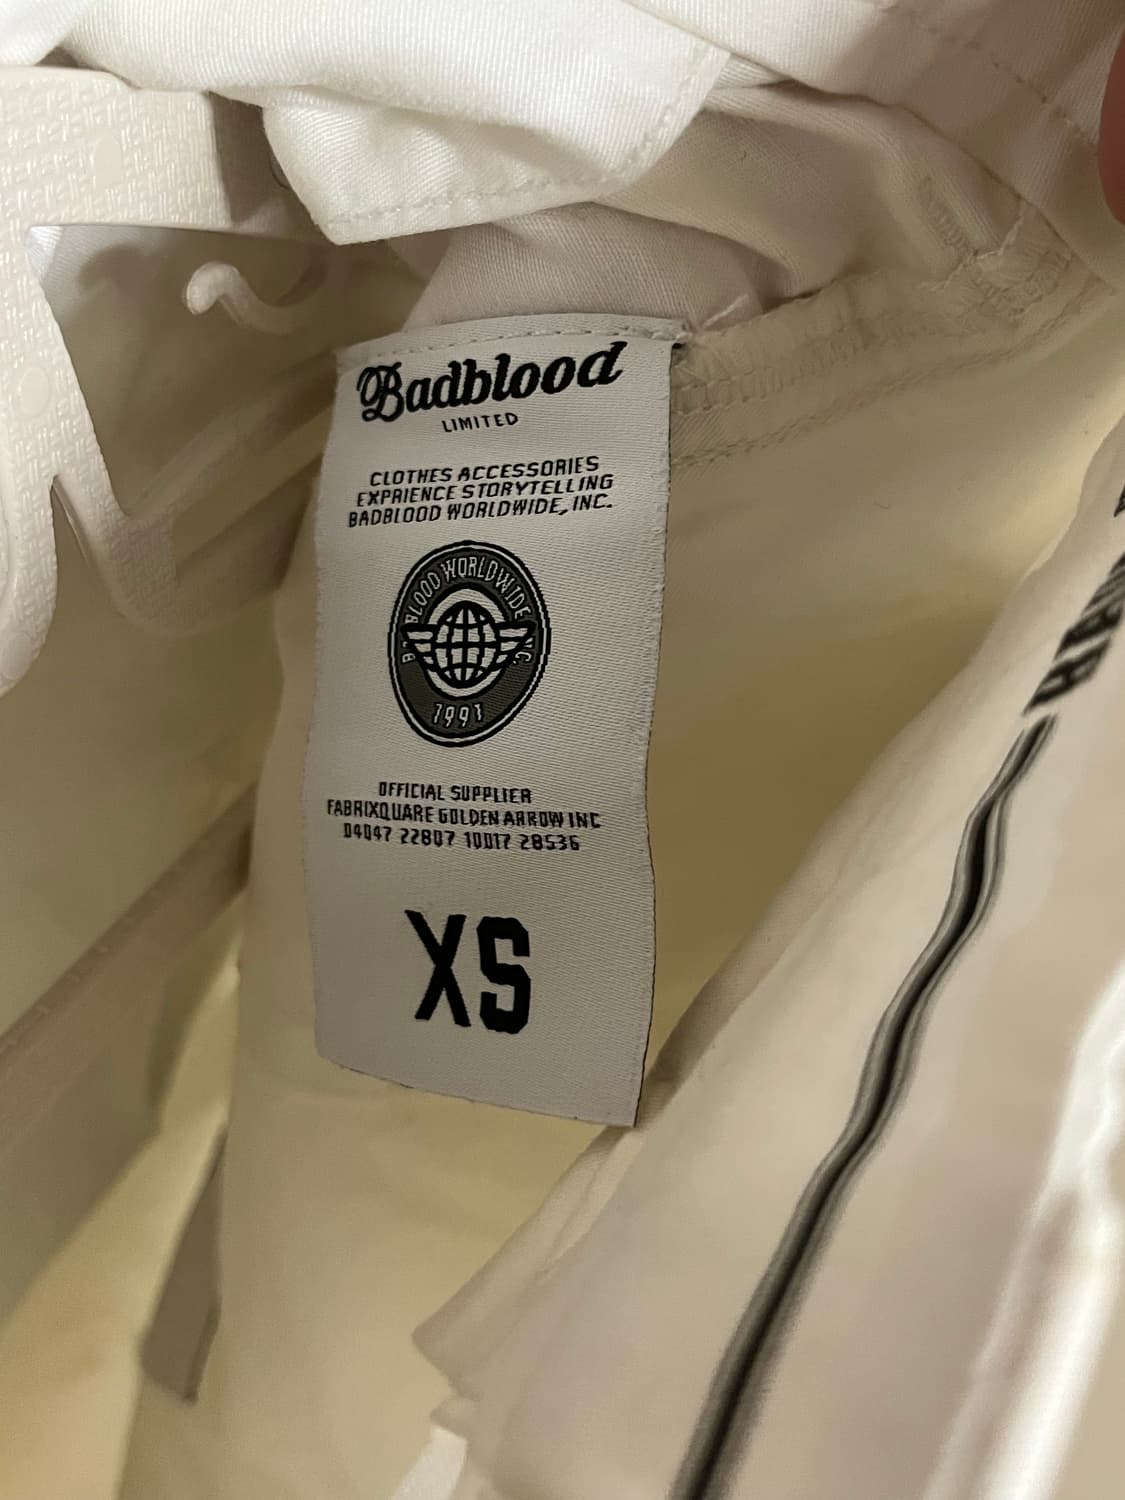 Badblood
LIMITED
CLOTHES ACCESSORIES
EXPRIENCE STORYTELLING
BADBLOOD WORLDWIDE, INC.
BLOOD WORLDWIDE
1991
OFFICIAL SUPPLIER
FABRIXQUARE GOLDEN ARROW INC
04047 22807 10017 28536
XS